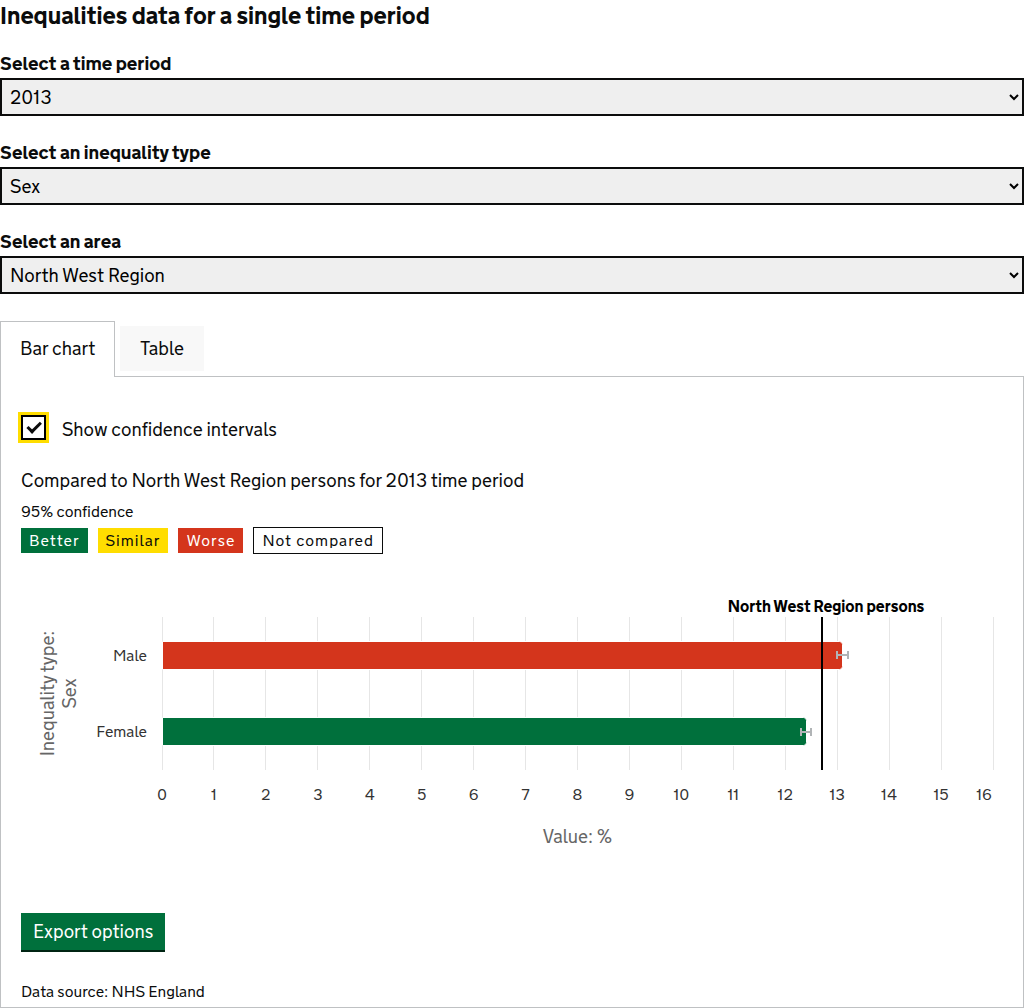 Inequalities data for a single time period
Select a time period
2013
Select an inequality type
Sex
Select an area
North West Region
Bar chart
Table
Show confidence intervals
Compared to North West Region persons for 2013 time period
95% confidence
Better
Similar
Worse
Not compared
North West Region persons
Inequality type:
Sex
Male
Female
0 1 2 3 4 5 6 7 8 9 10 11 12 13 14 15 16
Value: %
Export options
Data source: NHS England